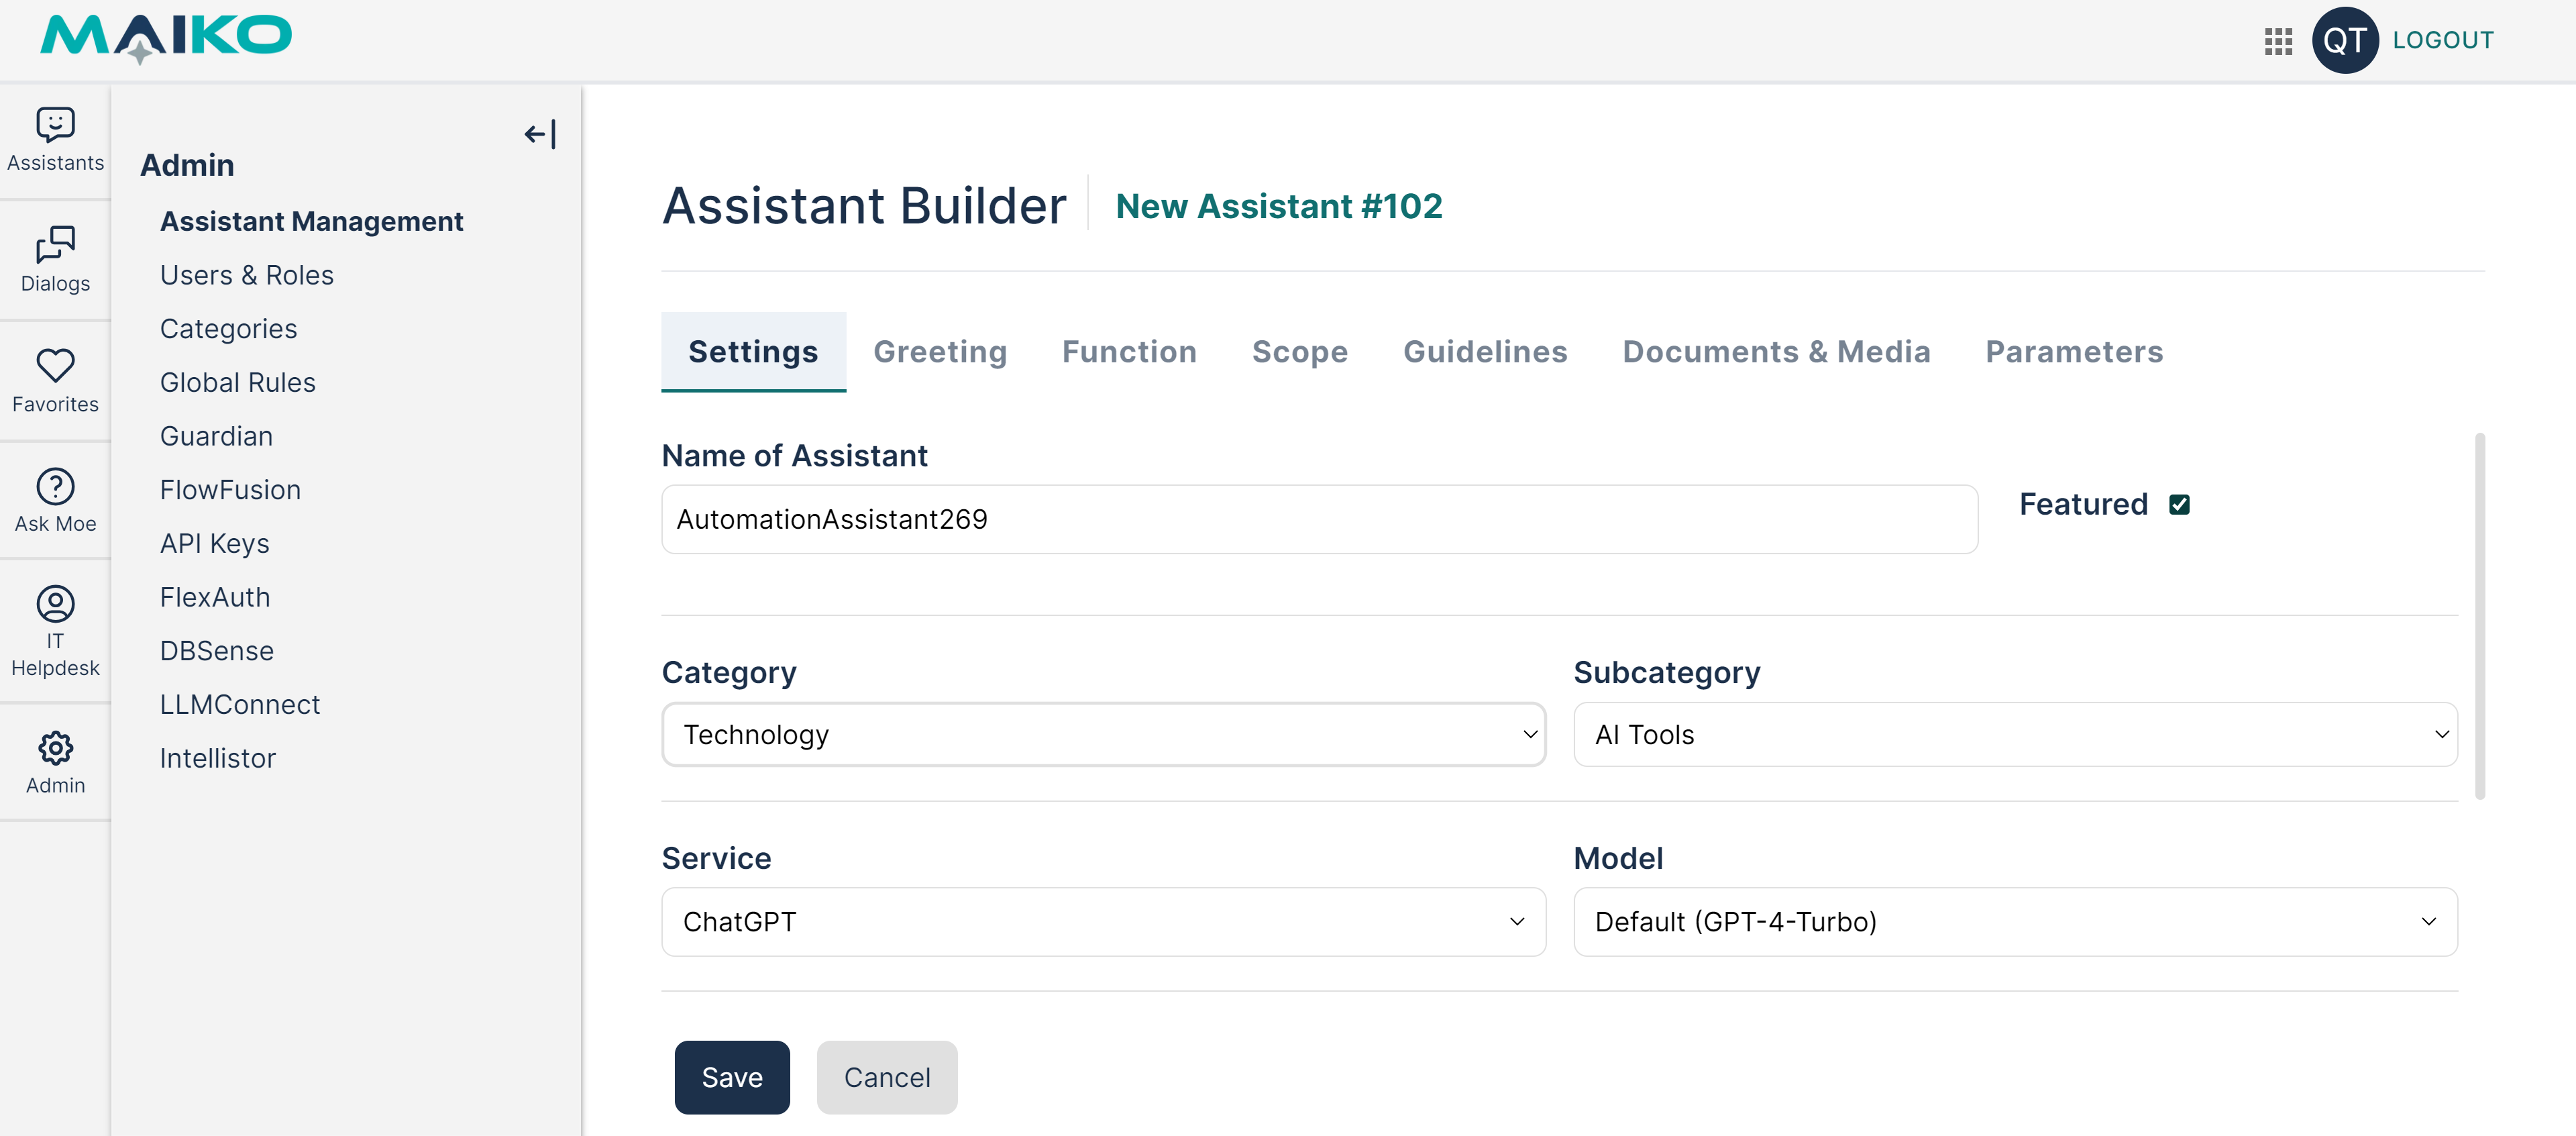 MAIKO
QT LOGOUT
Assistants
Dialogs
Favorites
Ask Moe
IT
Helpdesk
Admin
Admin
Assistant Management
Users & Roles
Categories
Global Rules
Guardian
FlowFusion
API Keys
FlexAuth
DBSense
LLMConnect
Intellistor
Assistant Builder New Assistant #102
Settings Greeting Function Scope Guidelines Documents & Media Parameters
Name of Assistant
AutomationAssistant269
Featured
Category Subcategory
Technology AI Tools
Service Model
ChatGPT Default (GPT-4-Turbo)
Save Cancel